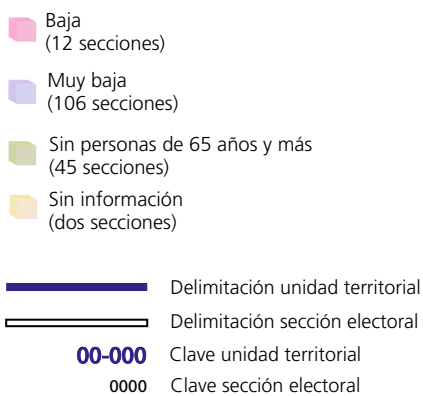 Baja
(12 secciones)
Muy baja
(106 secciones)
Sin personas de 65 años y más
(45 secciones)
Sin información
(dos secciones)
Delimitación unidad territorial
Delimitación sección electoral
00-000 Clave unidad territorial
0000 Clave sección electoral